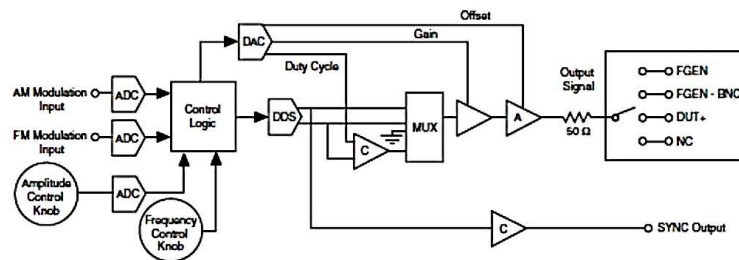 Offset
DAC
Gain
Duty Cycle
AM Modulation
Input
ADC
Control
Logic
FM Modulation
Input
ADC
DDS
MUX
C
A
Output
Signal
50 Ω
FGEN
FGEN - BNC
DUT+
NC
Amplitude
Control
Knob
ADC
Frequency
Control
Knob
C
SYNC Output